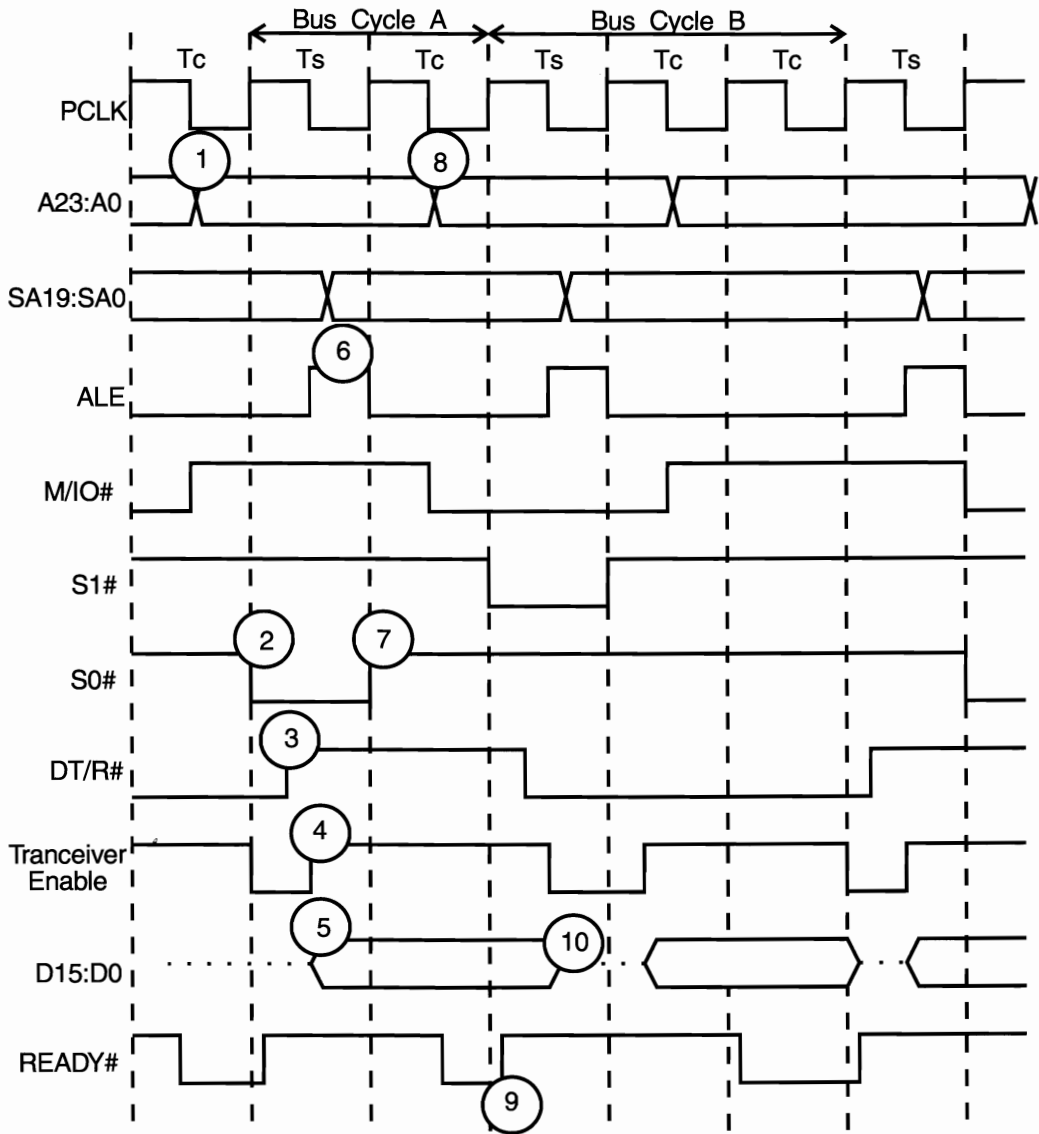 Bus Cycle A
Bus Cycle B
Tc
Ts
Tc
Ts
Tc
Tc
Ts
PCLK
1
8
A23:A0
SA19:SA0
6
ALE
M/IO#
S1#
2
7
S0#
3
DT/R#
4
Tranceiver
Enable
5
10
D15:D0
READY#
9